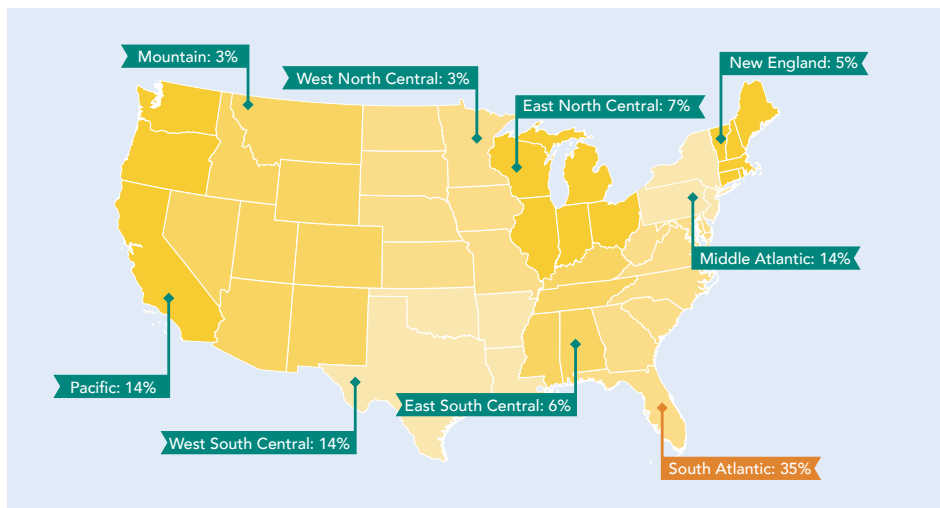 Mountain: 3%
West North Central: 3%
New England: 5%
East North Central: 7%
Middle Atlantic: 14%
Pacific: 14%
East South Central: 6%
West South Central: 14%
South Atlantic: 35%